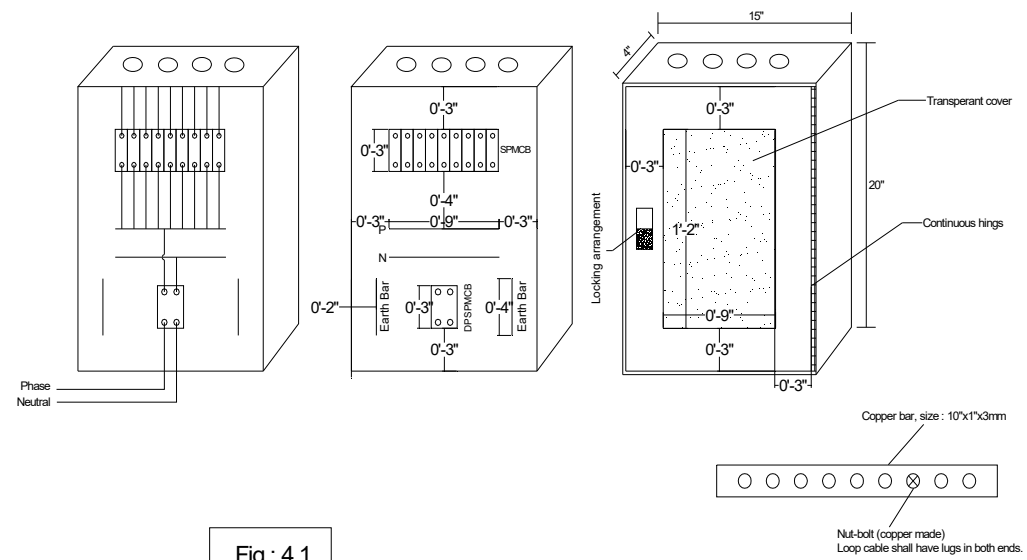 Phase
Neutral
0'-3"
0'-3"
SPMCB
0'-4"
0'-3"
0'-9"
0'-3"
P
N
0'-2"
Earth Bar
0'-3"
DPSPMCB
0'-4"
Earth Bar
0'-3"
15"
4"
0'-3"
Transperant cover
0'-3"
20"
Locking arrangement
1'-2"
Continuous hings
0'-9"
0'-3"
0'-3"
Copper bar, size : 10"x1"x3mm
Nut-bolt (copper made)
Loop cable shall have lugs in both ends.
Fig : 4.1